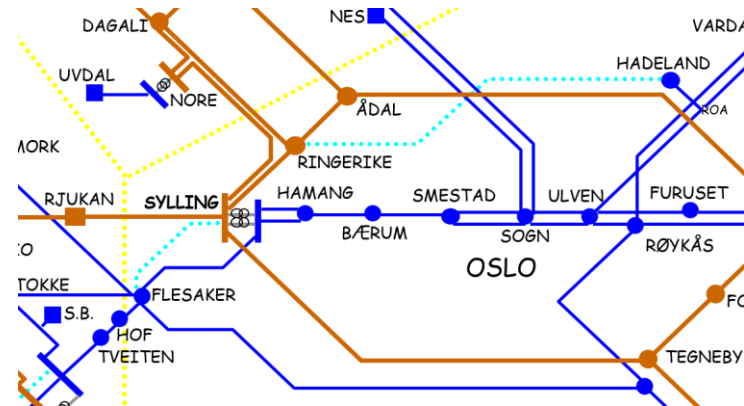 NES
VARDA
DAGALI
HADELAND
UVDAL
NORE
ÅDAL
ROA
MORK
RINGERIKE
RJUKAN
SYLLING
HAMANG
SMESTAD
ULVEN
FURUSET
BÆRUM
SOGN
RØYKÅS
OSLO
TOKKE
FLESAKER
S.B.
HOF
TVEITEN
TEGNEBY